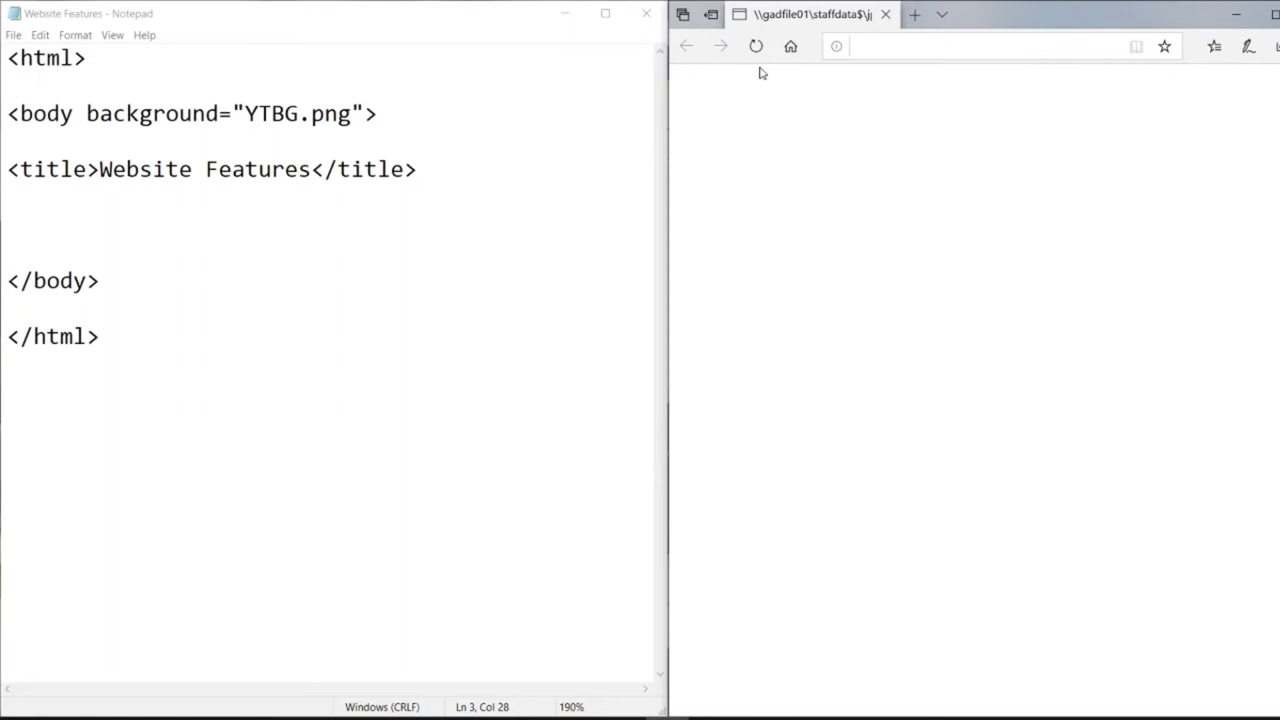 Website Features - Notepad
File Edit Format View Help
<html>
<body background="YTBG.png">
<title>Website Features</title>
</body>
</html>
Windows (CRLF) Ln 3, Col 28 190%
\\gadfile01\staffdata$\j